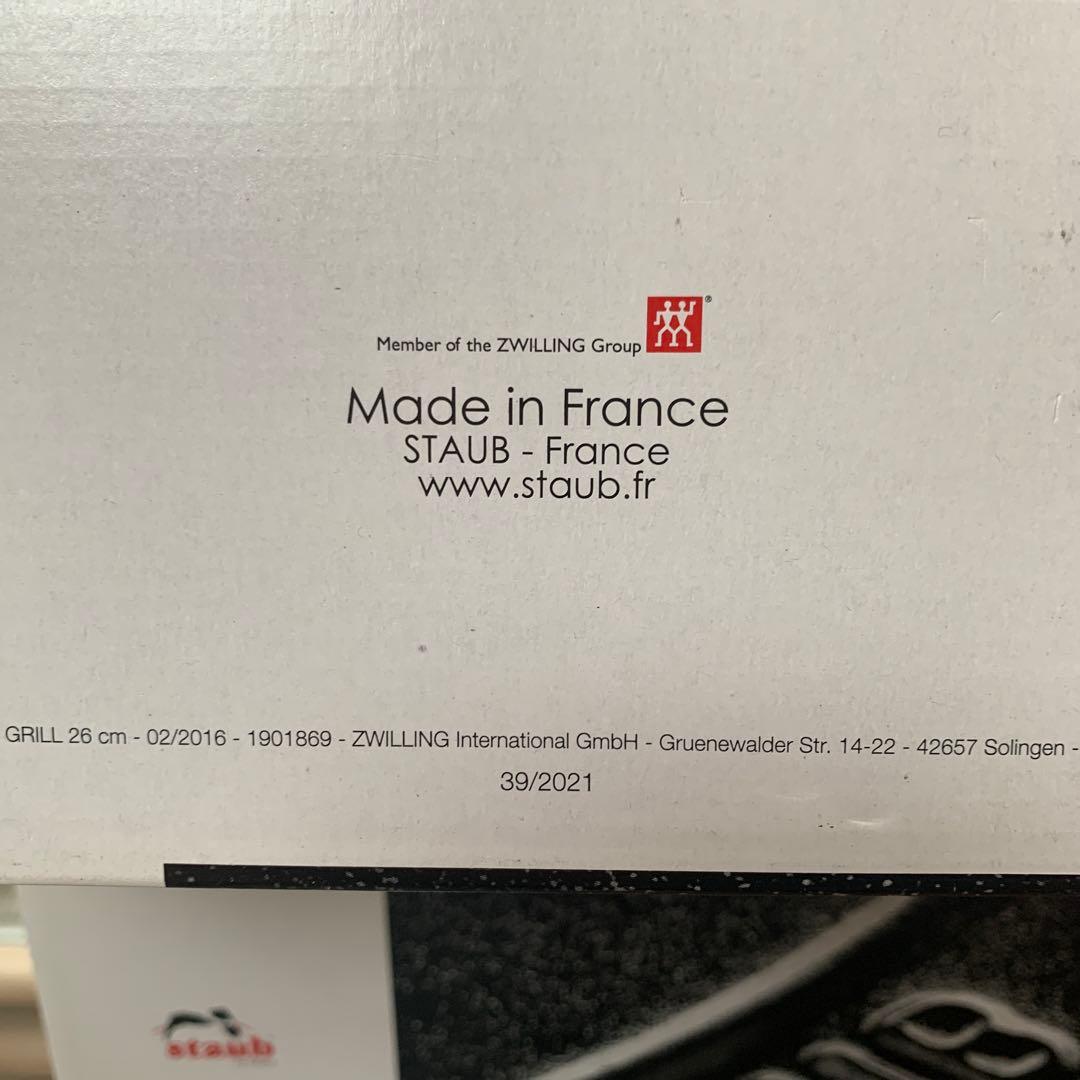 Member of the ZWILLING Group ®
Made in France
STAUB - France
www.staub.fr
GRILL 26 cm - 02/2016 - 1901869 - ZWILLING International GmbH - Gruenewalder Str. 14-22 - 42657 Solingen -
39/2021
staub